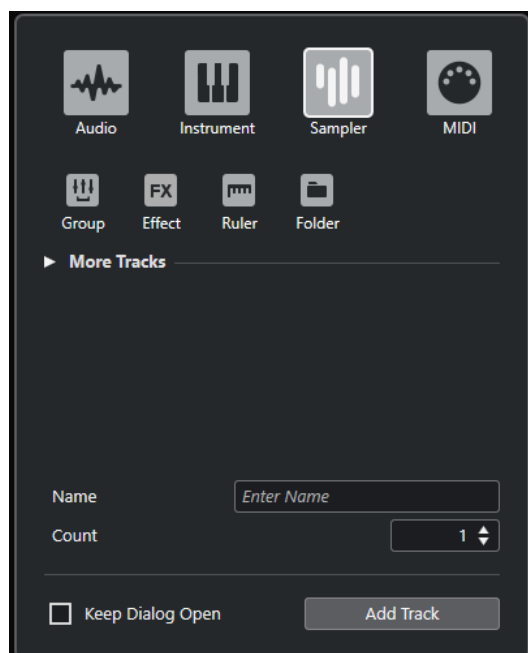 Audio Instrument Sampler MIDI
FX
Group Effect Ruler Folder
More Tracks
Name Enter Name
Count 1
Keep Dialog Open Add Track